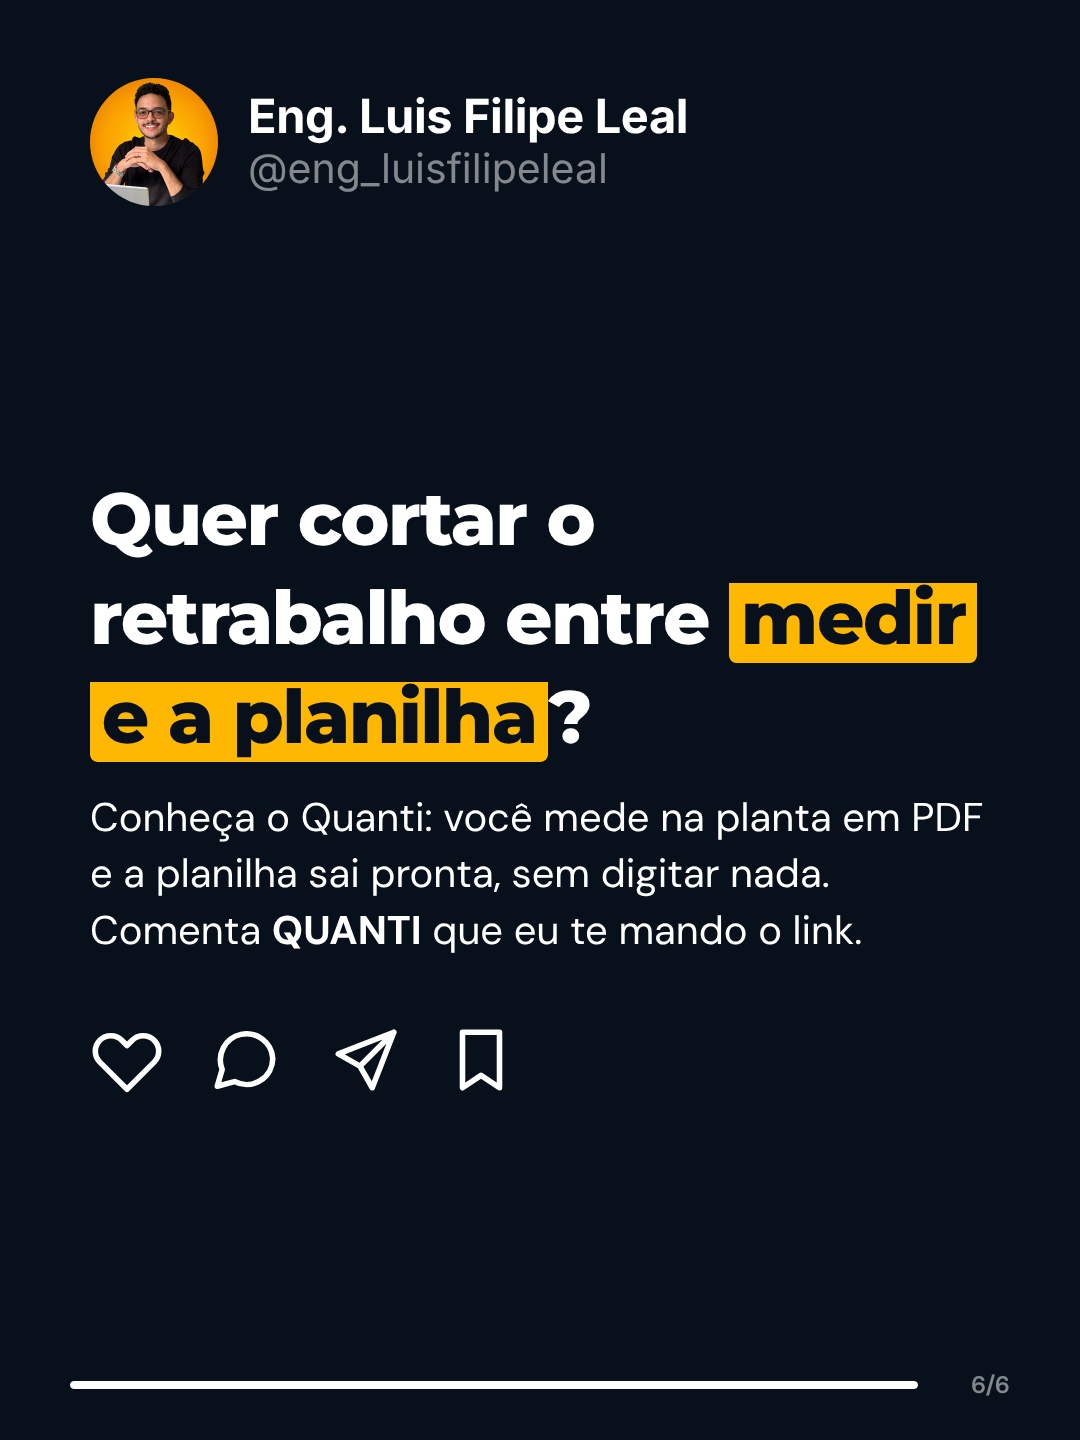 Eng. Luis Filipe Leal
@eng_luisfilipeleal
Quer cortar o
retrabalho entre medir
e a planilha?
Conheça o Quanti: você mede na planta em PDF
e a planilha sai pronta, sem digitar nada.
Comenta QUANTI que eu te mando o link.
6/6